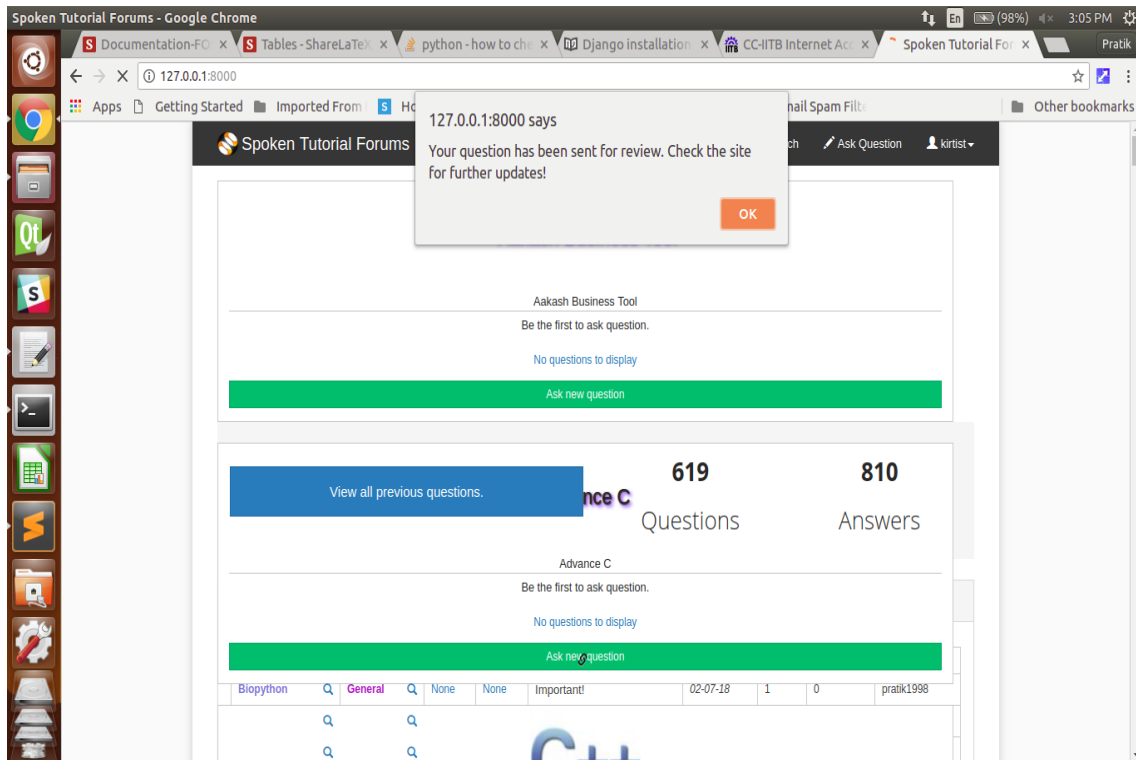 Spoken Tutorial Forums - Google Chrome
En (98%) 3:05 PM
Documentation-FO
Tables - ShareLaTeX
python - how to che
Django installation
CC-IITB Internet Acc
Spoken Tutorial For
Pratik
127.0.0.1:8000
Apps Getting Started Imported From Ho
nail Spam Filte
Other bookmarks
Spoken Tutorial Forums
ch
Ask Question
kirtist
127.0.0.1:8000 says
Your question has been sent for review. Check the site
for further updates!
OK
Aakash Business Tool
Be the first to ask question.
No questions to display
Ask new question
View all previous questions.
nce C
619
Questions
810
Answers
Advance C
Be the first to ask question.
No questions to display
Ask new question
Biopython General None None Important! 02-07-18 1 0 pratik1998
C++